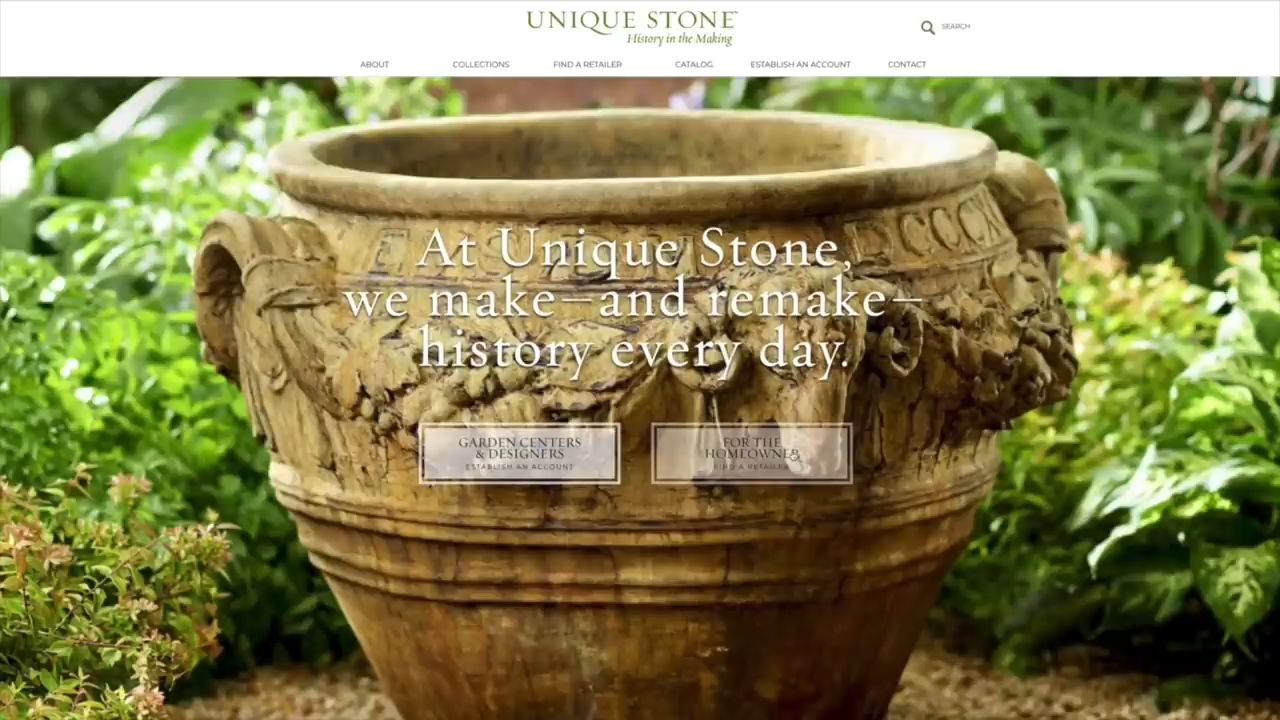 UNIQUE STONE™
History in the Making
SEARCH
ABOUT COLLECTIONS FIND A RETAILER CATALOG ESTABLISH AN ACCOUNT CONTACT
At Unique Stone,
we make—and remake—
history every day.
GARDEN CENTERS
& DESIGNERS
ESTABLISH AN ACCOUNT
FOR THE
HOMEOWNER
FIND A RETAILER